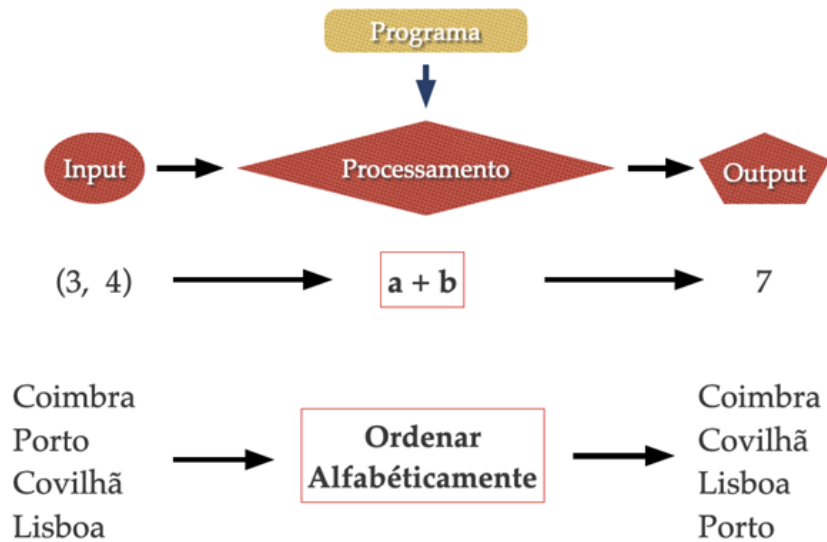 Programa
Input
Processamento
Output
(3, 4)
a + b
7
Coimbra
Porto
Covilhã
Lisboa
Ordenar
Alfabéticamente
Coimbra
Covilhã
Lisboa
Porto